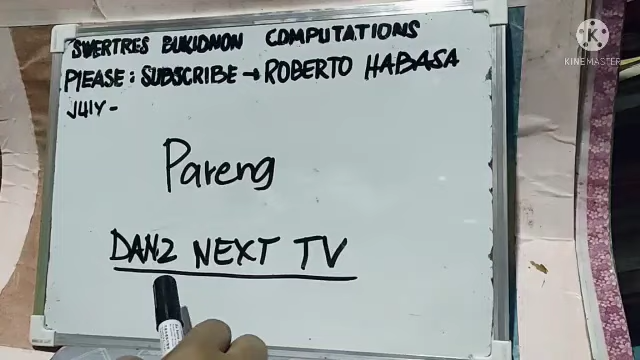 SWERTRES BUKIDNON COMPUTATIONS
PlEASE: SUBSCRIBE → ROBERTO HABASA
JUlY -
Pareng
DANZ NEXT TV
KINEMASTER